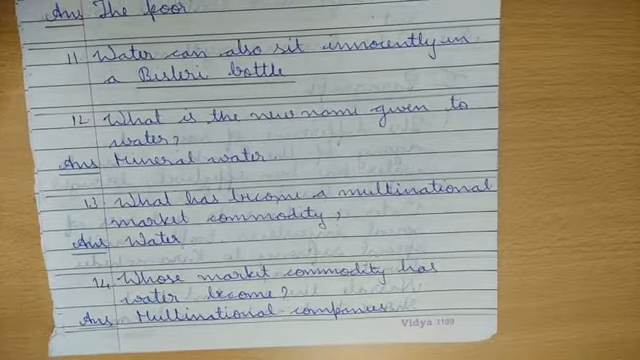 Ans The poor
11 Water can also sit innocently in
a Bisleri bottle
12. What is the new name given to
water?
Ans Mineral water
13. What has become a multinational
market commodity?
Ans Water
14 Whose market commodity has
water become?
Ans Multinational companies
Vidya 1109